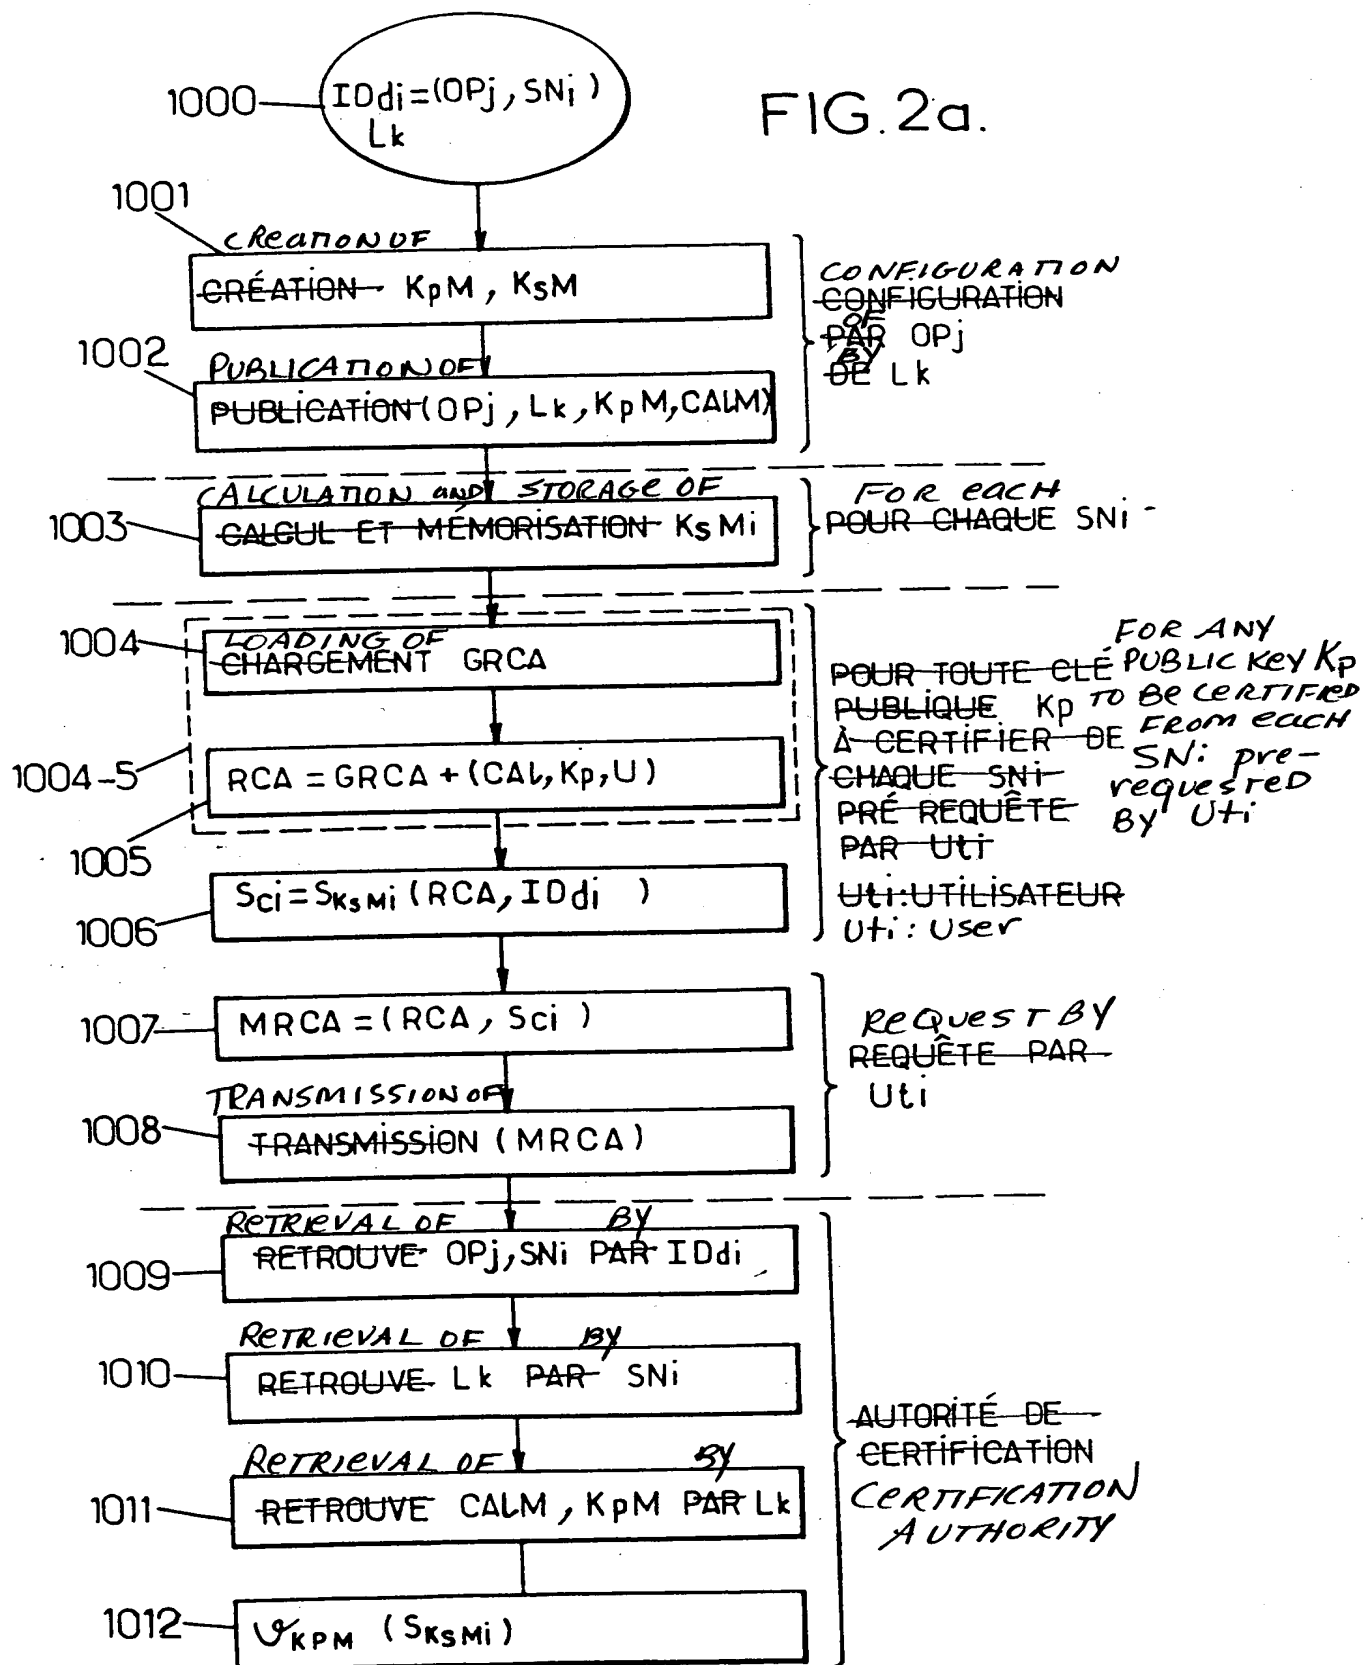 FIG. 2a.
1000
IDdi=(OPj, SNi)
Lk
1001
CREATION OF
CRÉATION KpM, KsM
CONFIGURATION
CONFIGURATION
OF
PAR OPj
BY
DE Lk
1002
PUBLICATION OF
PUBLICATION (OPj, Lk, KpM, CALM)
CALCULATION AND STORAGE OF
1003
CALCUL ET MÉMORISATION KsMi
FOR EACH
POUR CHAQUE SNi
1004
LOADING OF
CHARGEMENT GRCA
1004-5
RCA = GRCA + (CAL, Kp, U)
1005
1006
Sci = SKsMi (RCA, IDdi)
POUR TOUTE CLÉ
PUBLIQUE Kp
À CERTIFIER DE
CHAQUE SNi
PRÉ REQUÊTE
PAR Uti
Uti: UTILISATEUR
Uti: User
FOR ANY
PUBLIC KEY Kp
TO BE CERTIFIED
FROM EACH
SNi pre-
requested
BY Uti
1007
MRCA = (RCA, Sci)
REQUEST BY
REQUÊTE PAR
Uti
TRANSMISSION OF
1008
TRANSMISSION (MRCA)
RETRIEVAL OF BY
1009
RETROUVE OPj, SNi PAR IDdi
RETRIEVAL OF BY
1010
RETROUVE Lk PAR SNi
RETRIEVAL OF BY
1011
RETROUVE CALM, KpM PAR Lk
AUTORITÉ DE
CERTIFICATION
CERTIFICATION
AUTHORITY
1012
𝒱KPM (SKsMi)